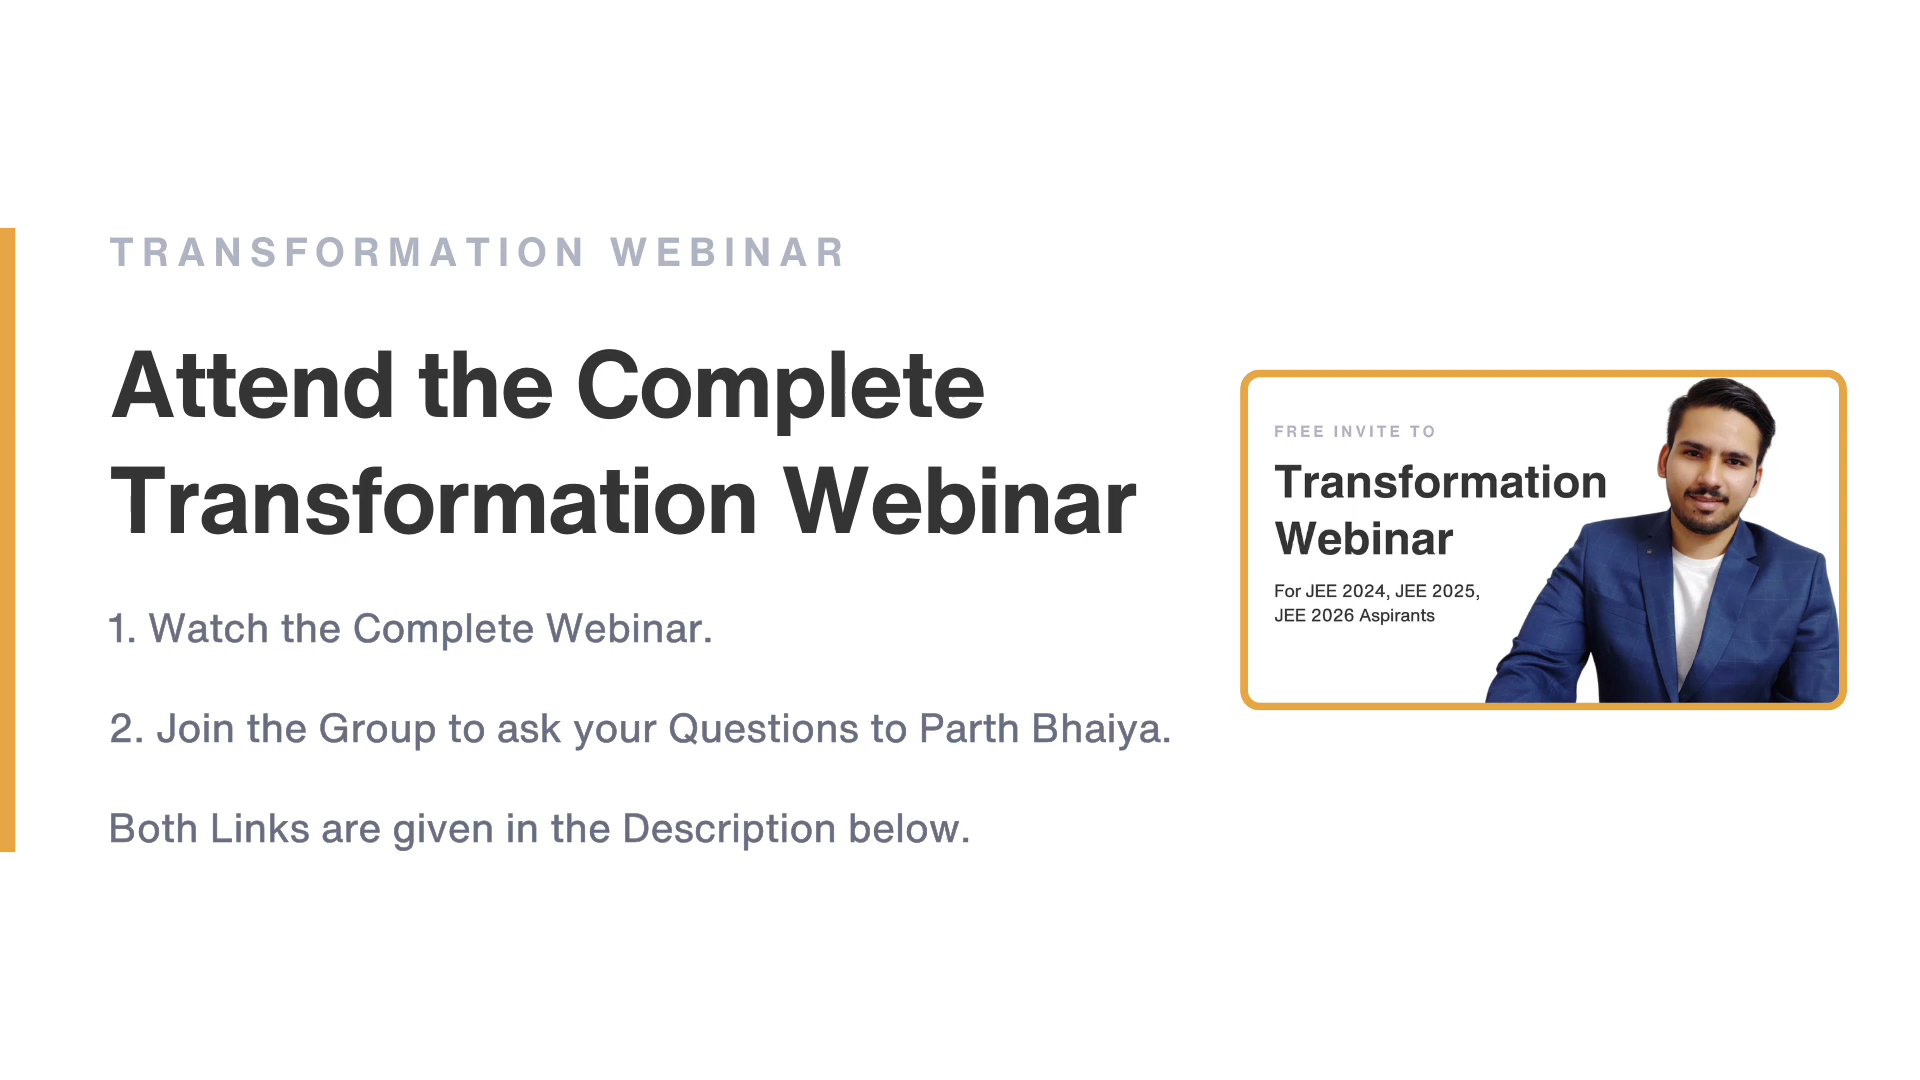 TRANSFORMATION WEBINAR
Attend the Complete
Transformation Webinar
1. Watch the Complete Webinar.
2. Join the Group to ask your Questions to Parth Bhaiya.
Both Links are given in the Description below.
FREE INVITE TO
Transformation
Webinar
For JEE 2024, JEE 2025,
JEE 2026 Aspirants